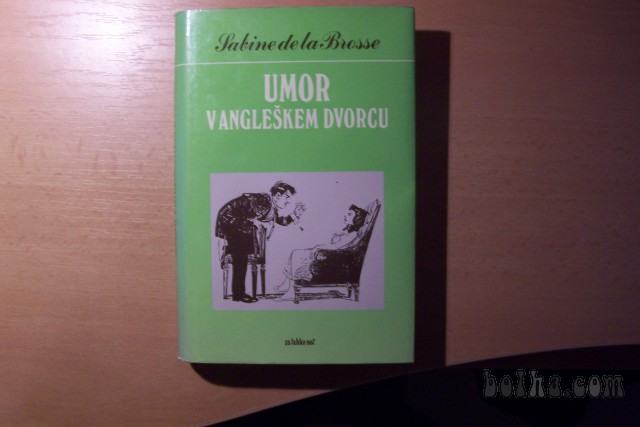 Sabine de la Brosse
UMOR
V ANGLEŠKEM DVORCU
za lahko noč
bolha.com